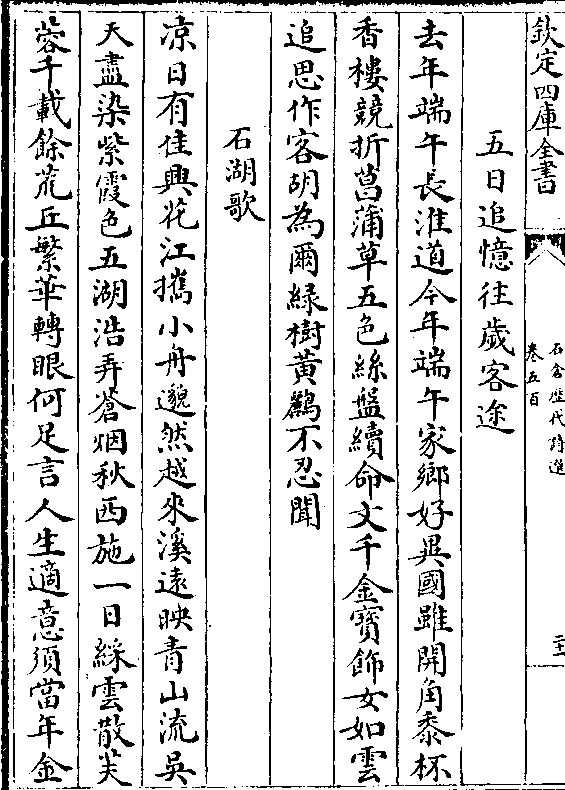 欽定四庫全書
石倉歷代詩選
卷五百
二十一
五日追憶往歲客途
去年端午長淮道今年端午家鄉好異國雖開角黍杯
香樓競折菖蒲草五色絲盤續命文千金寶飾女如雲
追思作客胡為爾綠樹黃鸝不忍聞
石湖歌
凉日有佳興花江攜小舟邈然越來溪遠映青山流吳
天盡染紫霞色五湖浩弄蒼烟秋西施一日綵雲散芙
蓉千載餘荒丘繁華轉眼何足言人生適意須當年金